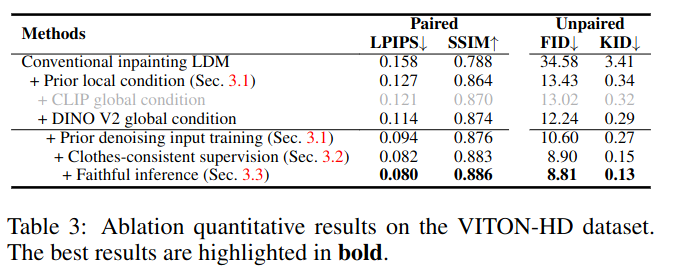 Methods Paired Unpaired
LPIPS↓ SSIM↑ FID↓ KID↓
Conventional inpainting LDM 0.158 0.788 34.58 3.41
+ Prior local condition (Sec. 3.1) 0.127 0.864 13.43 0.34
+ CLIP global condition 0.121 0.870 13.02 0.32
+ DINO V2 global condition 0.114 0.874 12.24 0.29
+ Prior denoising input training (Sec. 3.1) 0.094 0.876 10.60 0.27
+ Clothes-consistent supervision (Sec. 3.2) 0.082 0.883 8.90 0.15
+ Faithful inference (Sec. 3.3) 0.080 0.886 8.81 0.13
Table 3: Ablation quantitative results on the VITON-HD dataset.
The best results are highlighted in bold.